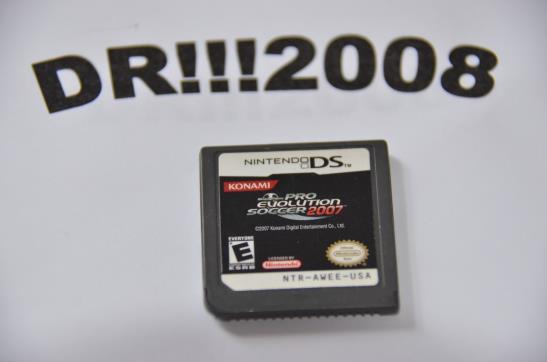 DR!!!2008
NINTENDO DS™
KONAMI
PRO
EVOLUTION
SOCCER 2007
©2007 Konami Digital Entertainment Co., Ltd.
EVERYONE
E
ESRB
LICENSED BY
Nintendo
NTR-AWEE-USA